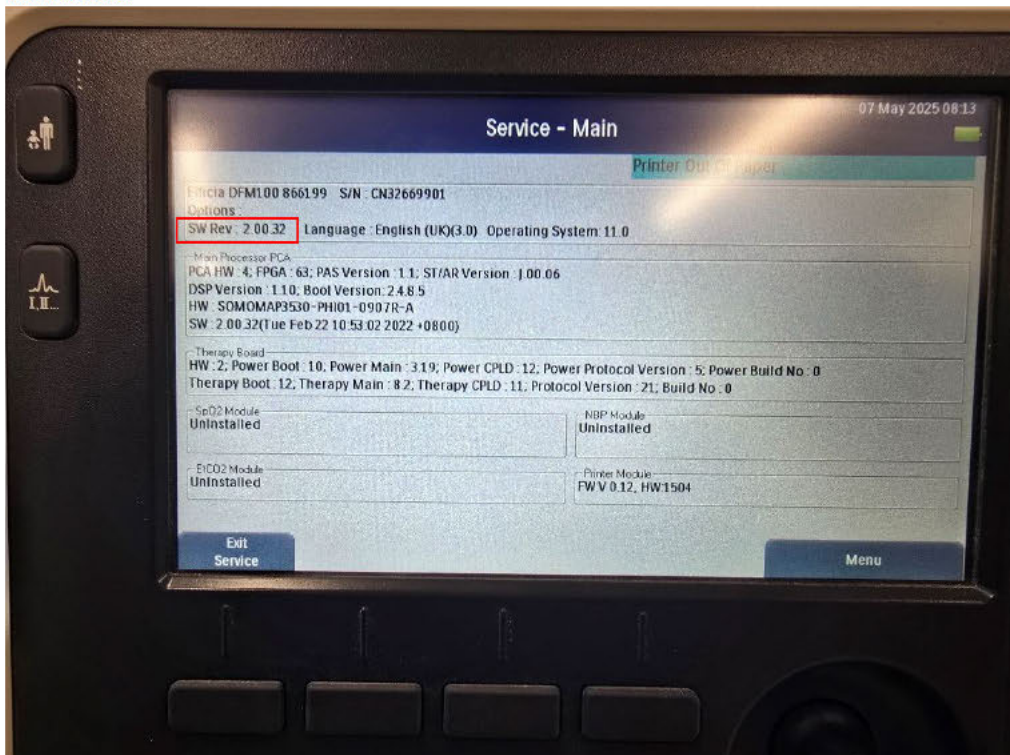 07 May 2025 08:13
Service - Main
Printer Out Of Paper
Efficia DFM100 866199 S/N : CN32669901
Options :
SW Rev : 2.00.32 Language : English (UK)(3.0) Operating System: 11.0
Main Processor PCA
PCA HW : 4; FPGA : 63; PAS Version : 1.1; ST/AR Version : J.00.06
DSP Version : 1.10; Boot Version: 2.4.8.5
HW : SOMOMAP3530-PHI01-0907R-A
SW : 2.00.32(Tue Feb 22 10:53:02 2022 +0800)
Therapy Board
HW : 2; Power Boot : 10; Power Main : 3.19; Power CPLD : 12; Power Protocol Version : 5; Power Build No : 0
Therapy Boot : 12; Therapy Main : 8.2; Therapy CPLD : 11; Protocol Version : 21; Build No : 0
SpO2 Module
Uninstalled
NBP Module
Uninstalled
EtCO2 Module
Uninstalled
Printer Module
FW:V 0.12, HW:1504
Exit
Service
Menu
I,II...